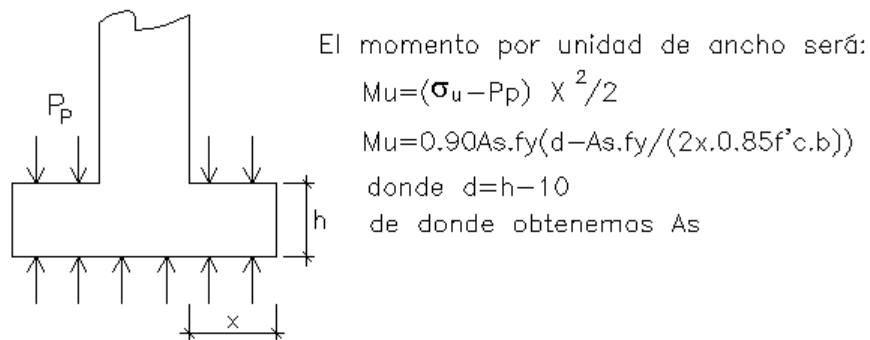 El momento por unidad de ancho será:
Mu=(σu-Pp) X²/2
Mu=0.90As.fy(d-As.fy/(2x.0.85f'c.b))
donde d=h-10
de donde obtenemos As
Pp
h
x